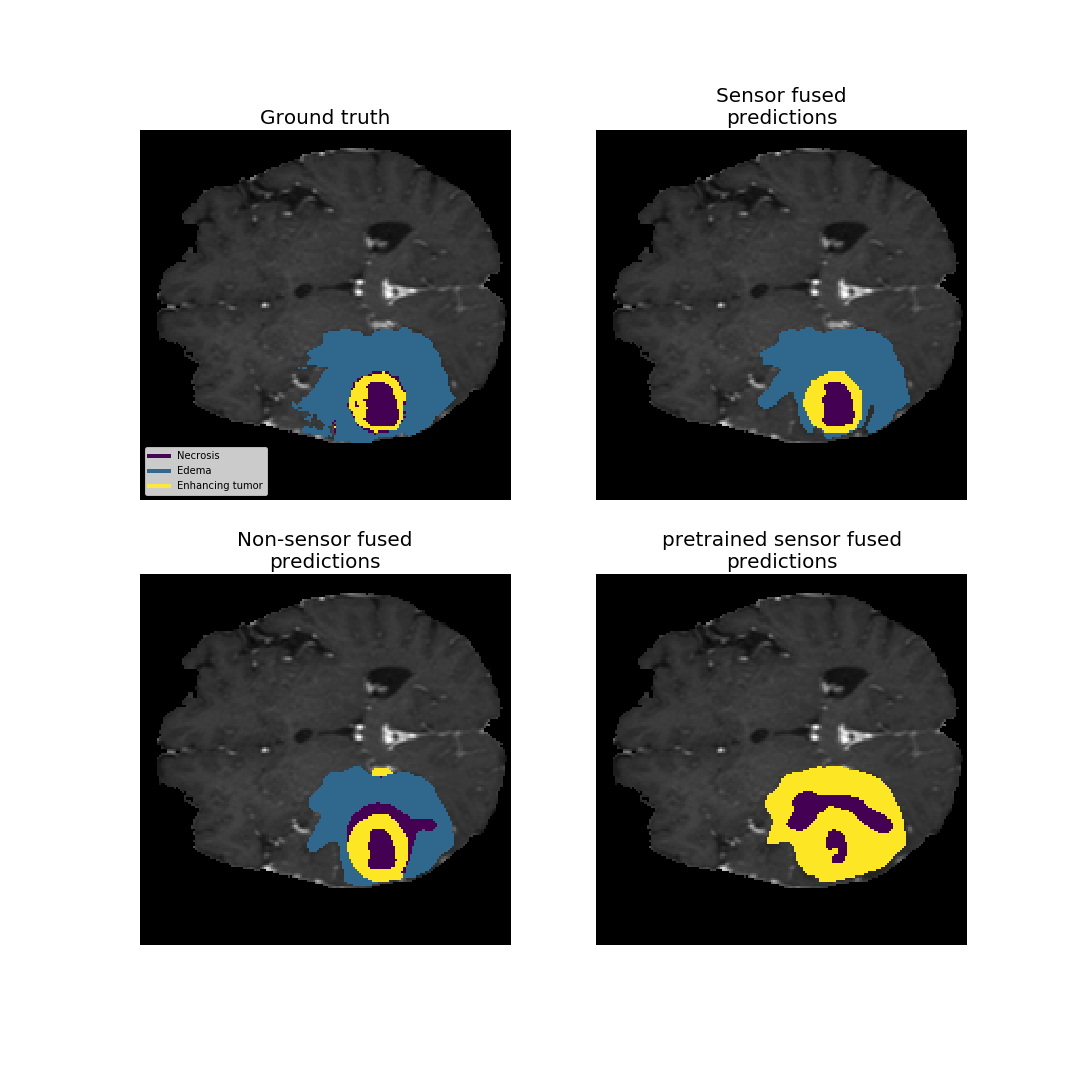 Ground truth
Sensor fused
predictions
Necrosis
Edema
Enhancing tumor
Non-sensor fused
predictions
pretrained sensor fused
predictions